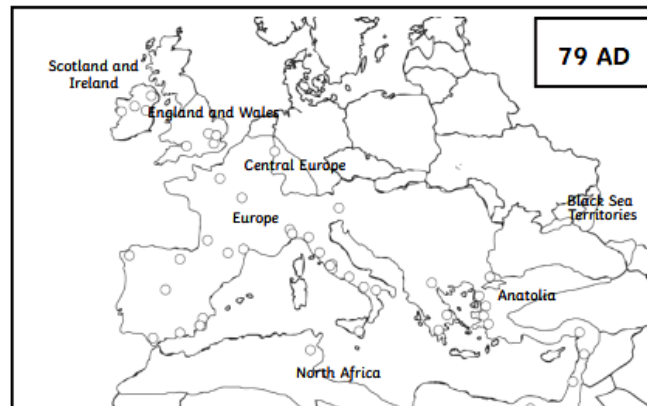 79 AD
Scotland and
Ireland
England and Wales
Central Europe
Black Sea
Territories
Europe
Anatolia
North Africa